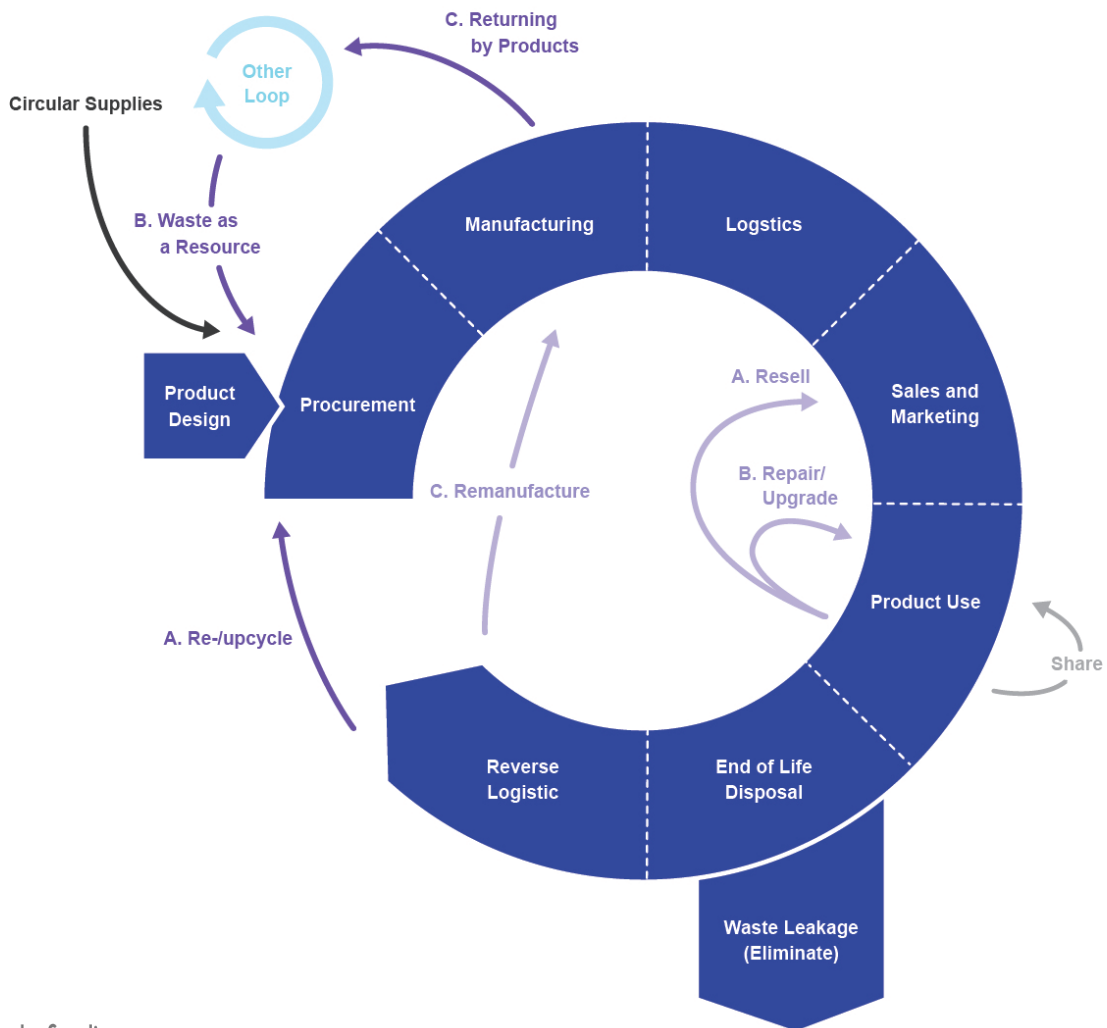 C. Returning
by Products
Other
Loop
Circular Supplies
B. Waste as
a Resource
Manufacturing
Logstics
Product
Design
Procurement
A. Resell
Sales and
Marketing
B. Repair/
Upgrade
C. Remanufacture
Product Use
A. Re-/upcycle
Share
Reverse
Logistic
End of Life
Disposal
Waste Leakage
(Eliminate)